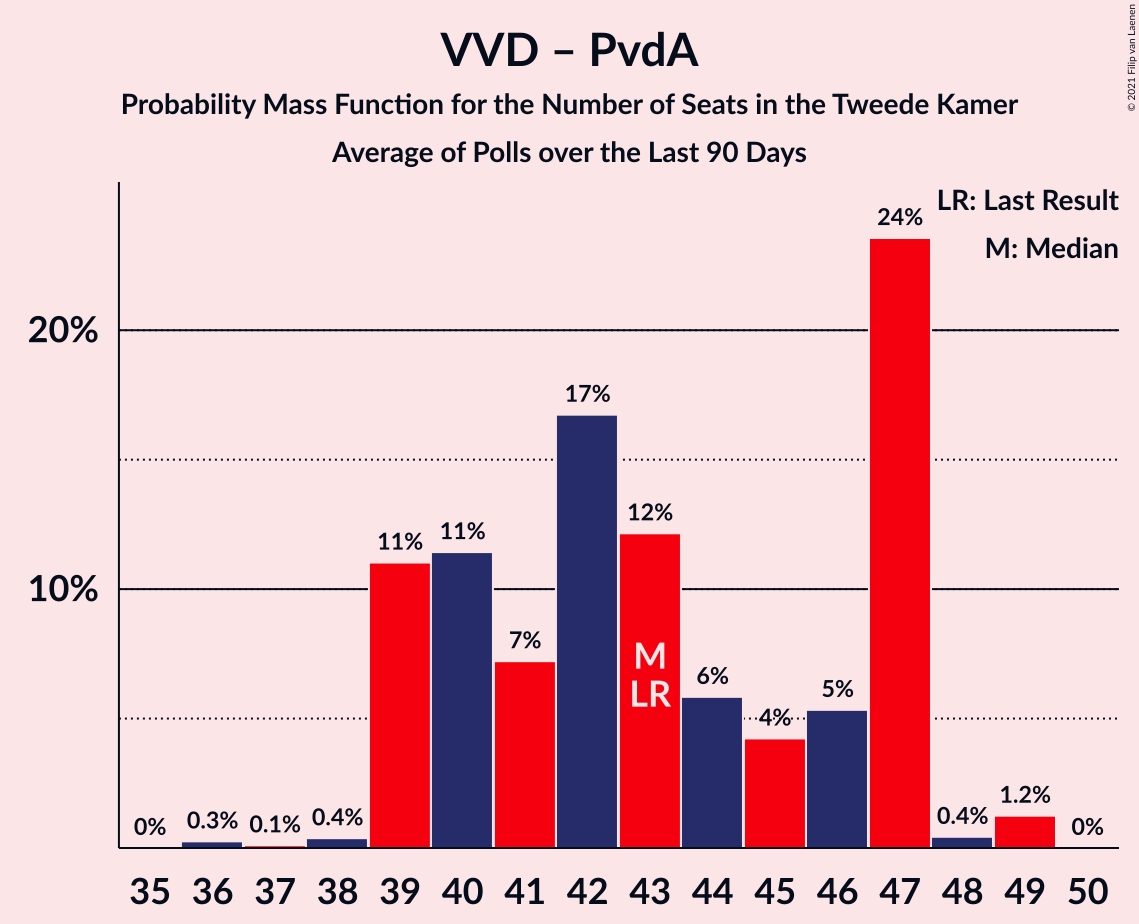 VVD – PvdA
Probability Mass Function for the Number of Seats in the Tweede Kamer
Average of Polls over the Last 90 Days
© 2021 Filip van Laenen
LR: Last Result
M: Median
20%
10%
0%
0.3%
0.1%
0.4%
11%
11%
7%
17%
12%
6%
4%
5%
24%
0.4%
1.2%
0%
M
LR
35 36 37 38 39 40 41 42 43 44 45 46 47 48 49 50